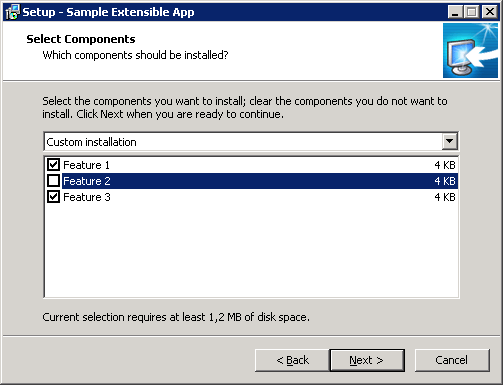 Setup - Sample Extensible App
Select Components
Which components should be installed?
Select the components you want to install; clear the components you do not want to
install. Click Next when you are ready to continue.
Custom installation
Feature 1 4 KB
Feature 2 4 KB
Feature 3 4 KB
Current selection requires at least 1,2 MB of disk space.
< Back Next > Cancel